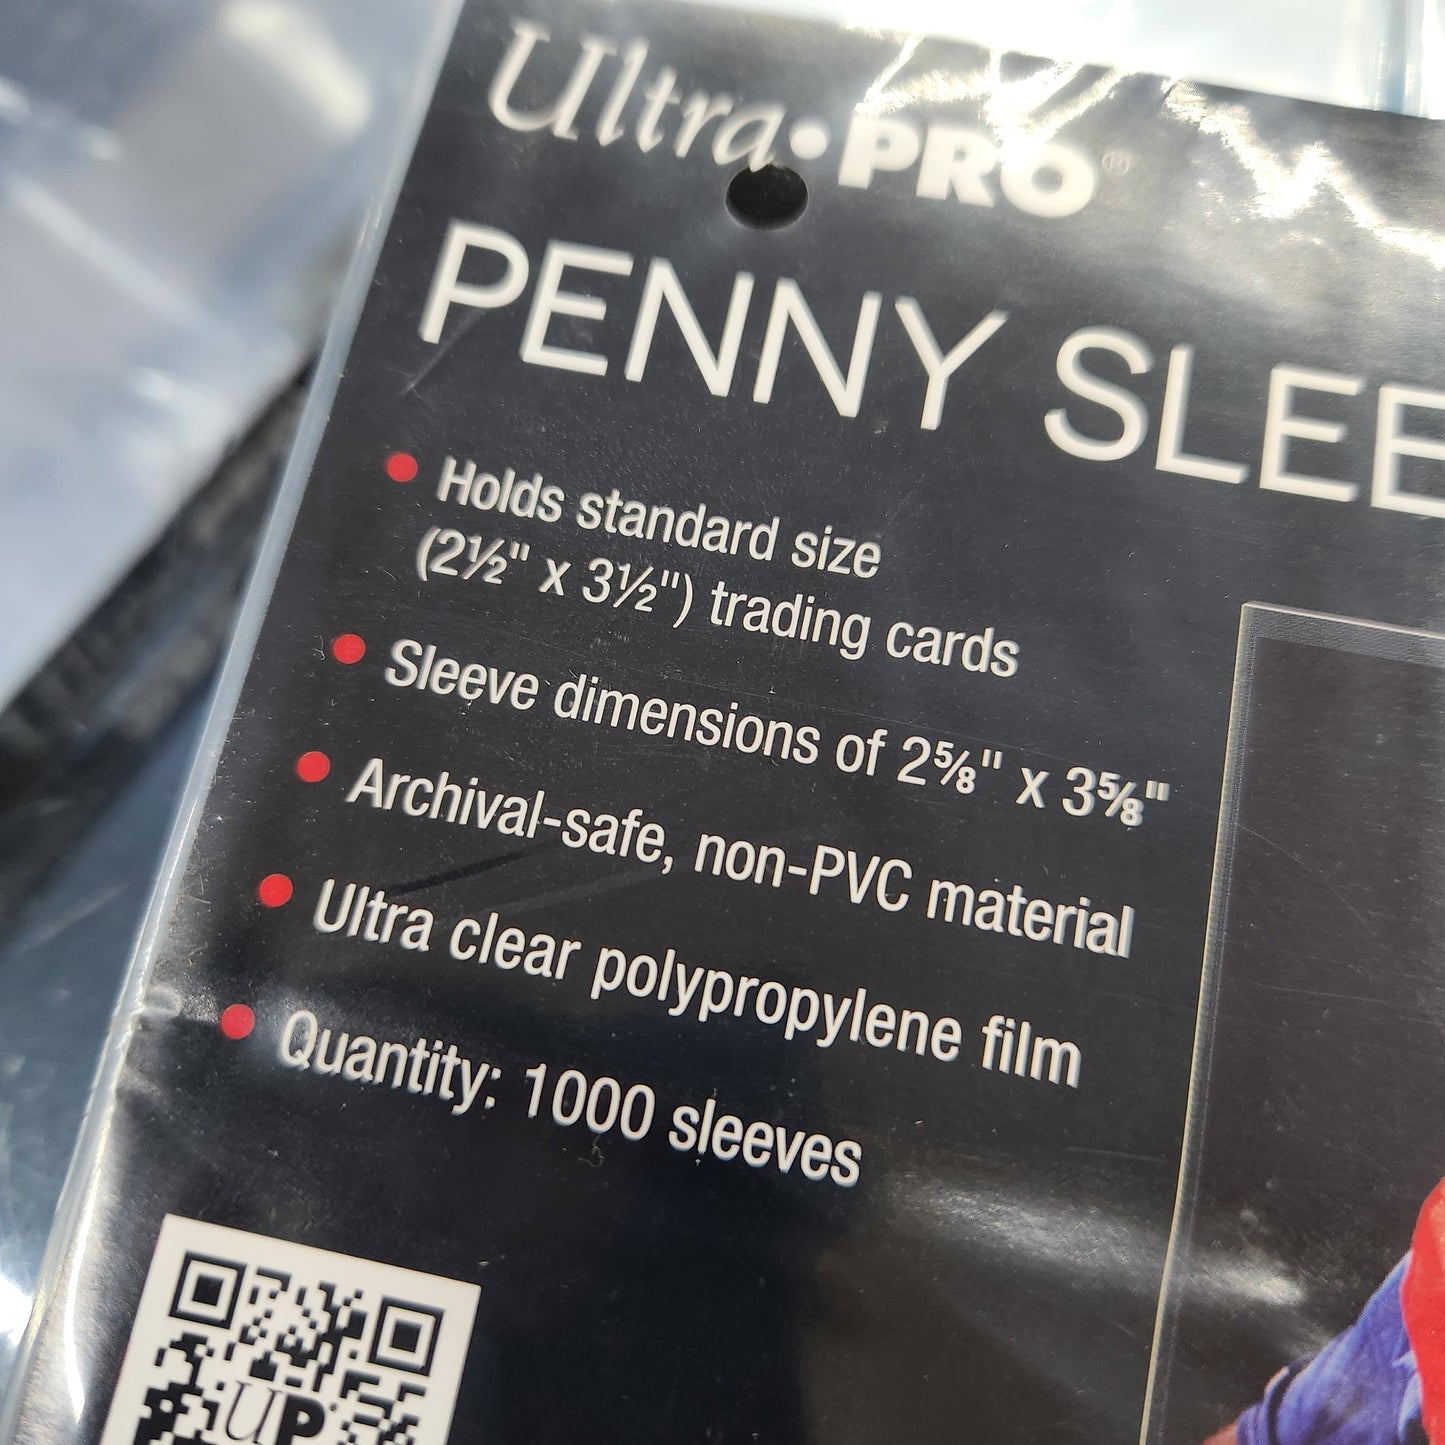 Ultra•PRO®
PENNY SLEE
• Holds standard size
(2½" x 3½") trading cards
• Sleeve dimensions of 2⅝" x 3⅝"
• Archival-safe, non-PVC material
• Ultra clear polypropylene film
• Quantity: 1000 sleeves
UP